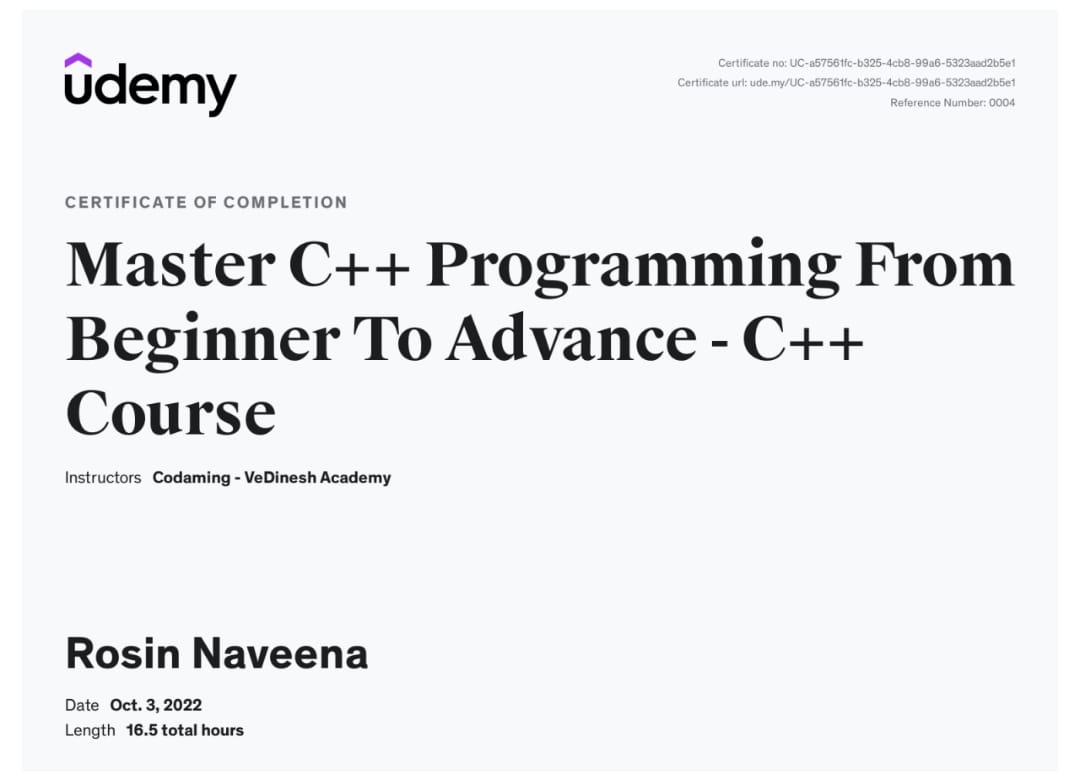 udemy
Certificate no: UC-a57561fc-b325-4cb8-99a6-5323aad2b5e1
Certificate url: ude.my/UC-a57561fc-b325-4cb8-99a6-5323aad2b5e1
Reference Number: 0004
CERTIFICATE OF COMPLETION
Master C++ Programming From
Beginner To Advance - C++
Course
Instructors Codaming - VeDinesh Academy
Rosin Naveena
Date Oct. 3, 2022
Length 16.5 total hours